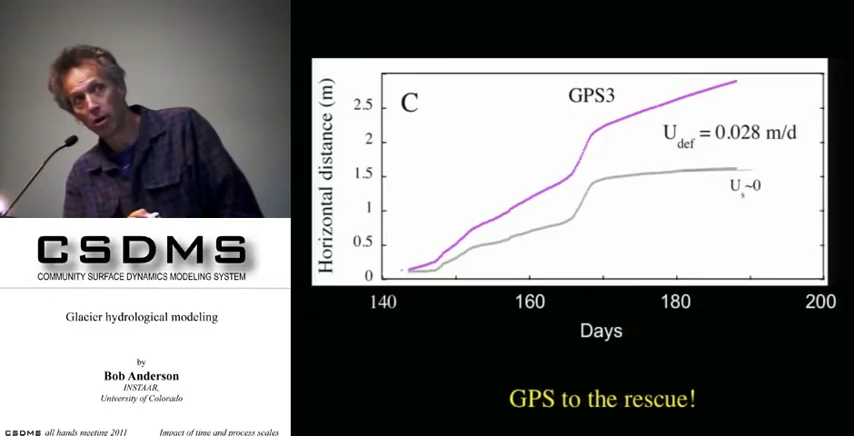 CSDMS
COMMUNITY SURFACE DYNAMICS MODELING SYSTEM
Glacier hydrological modeling
by
Bob Anderson
INSTAAR,
University of Colorado
CSDMS all hands meeting 2011 Impact of time and process scales
C
GPS3
U_def = 0.028 m/d
U_s~0
Horizontal distance (m)
2.5
2
1.5
1
0.5
0
140 160 180 200
Days
GPS to the rescue!